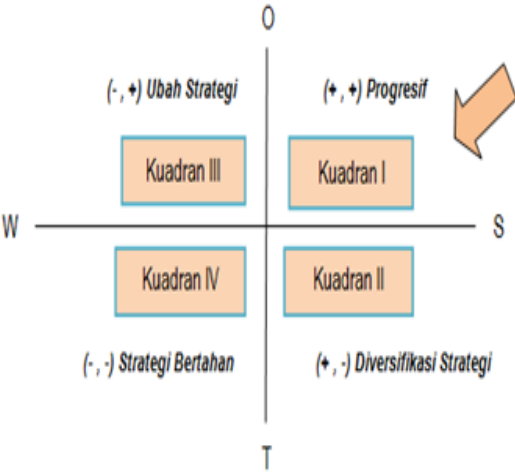 O
(- , +) Ubah Strategi
(+ , +) Progresif
Kuadran III
Kuadran I
W
S
Kuadran IV
Kuadran II
(- , -) Strategi Bertahan
(+ , -) Diversifikasi Strategi
T